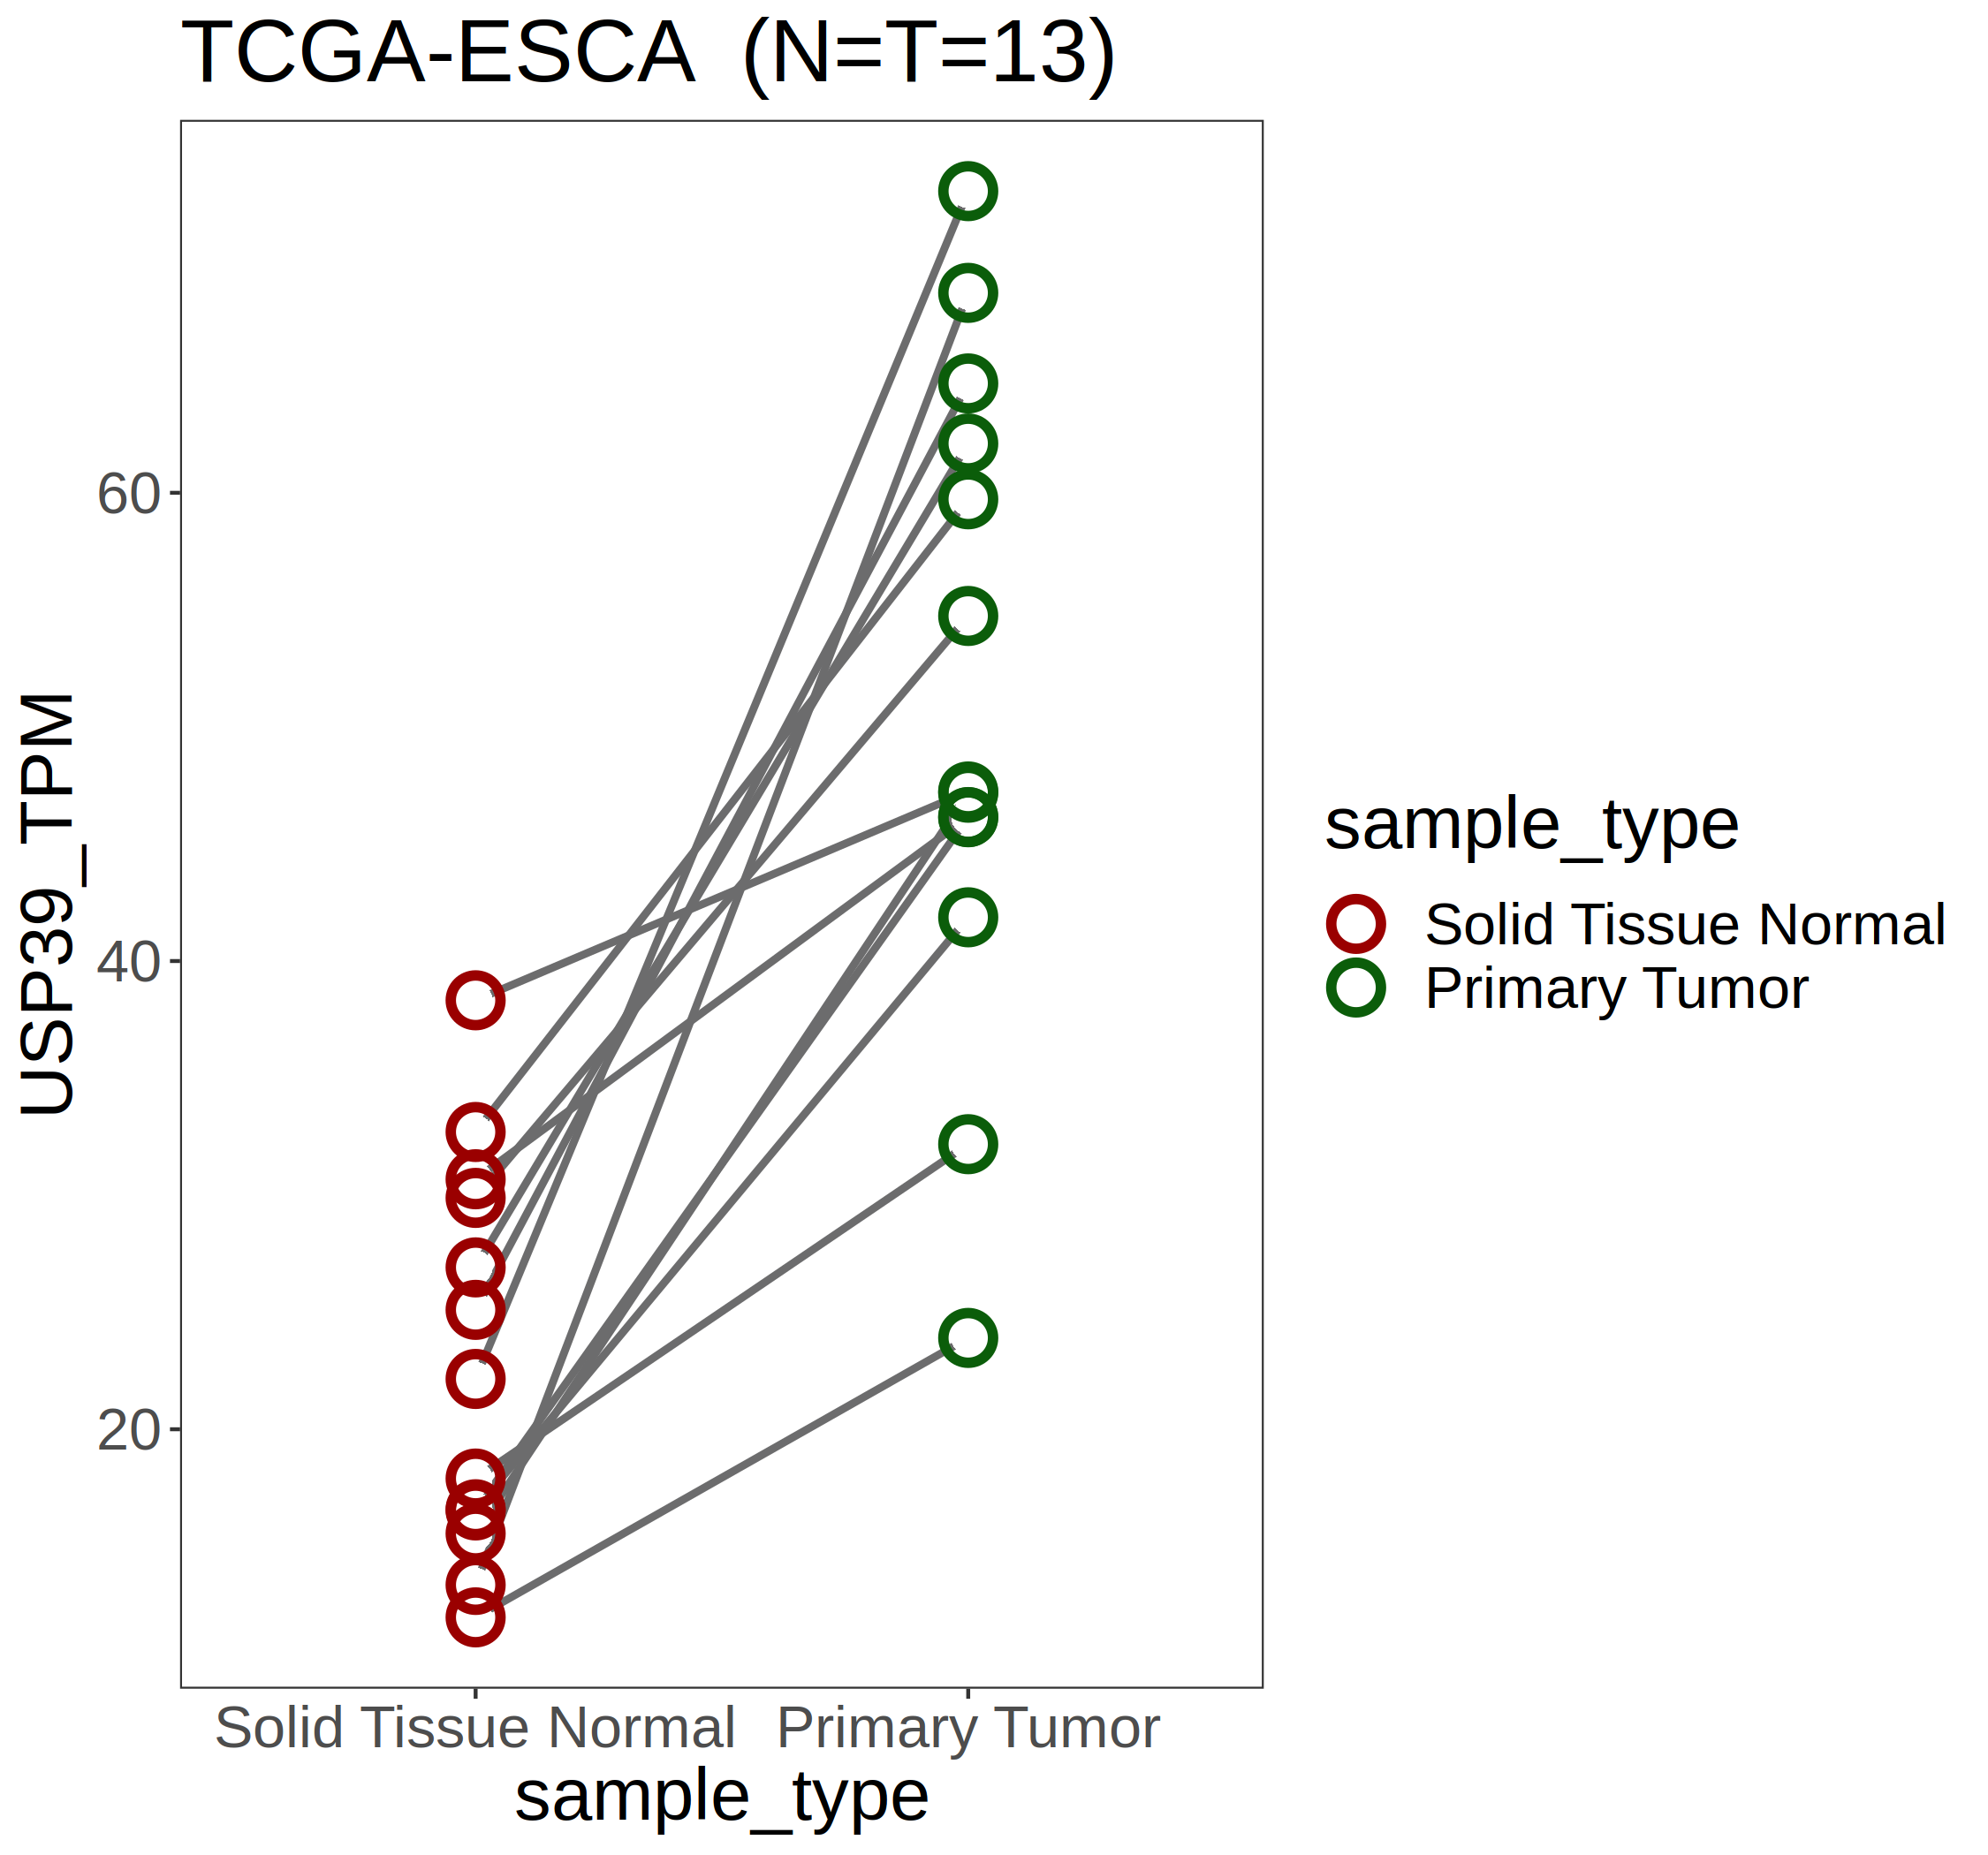 TCGA-ESCA  (N=T=13)
USP39_TPM
60
40
20
Solid Tissue Normal
Primary Tumor
sample_type
sample_type
Solid Tissue Normal
Primary Tumor